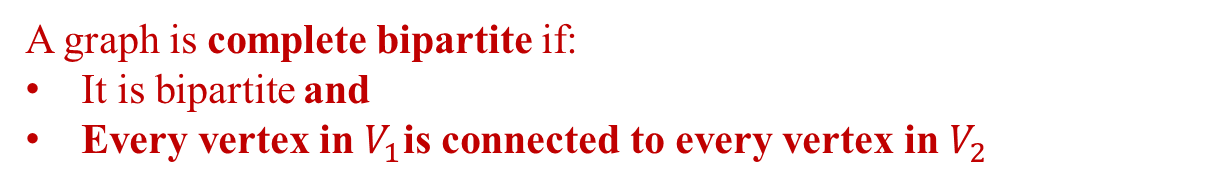 A graph is complete bipartite if:
• It is bipartite and
• Every vertex in 𝑉₁ is connected to every vertex in 𝑉₂